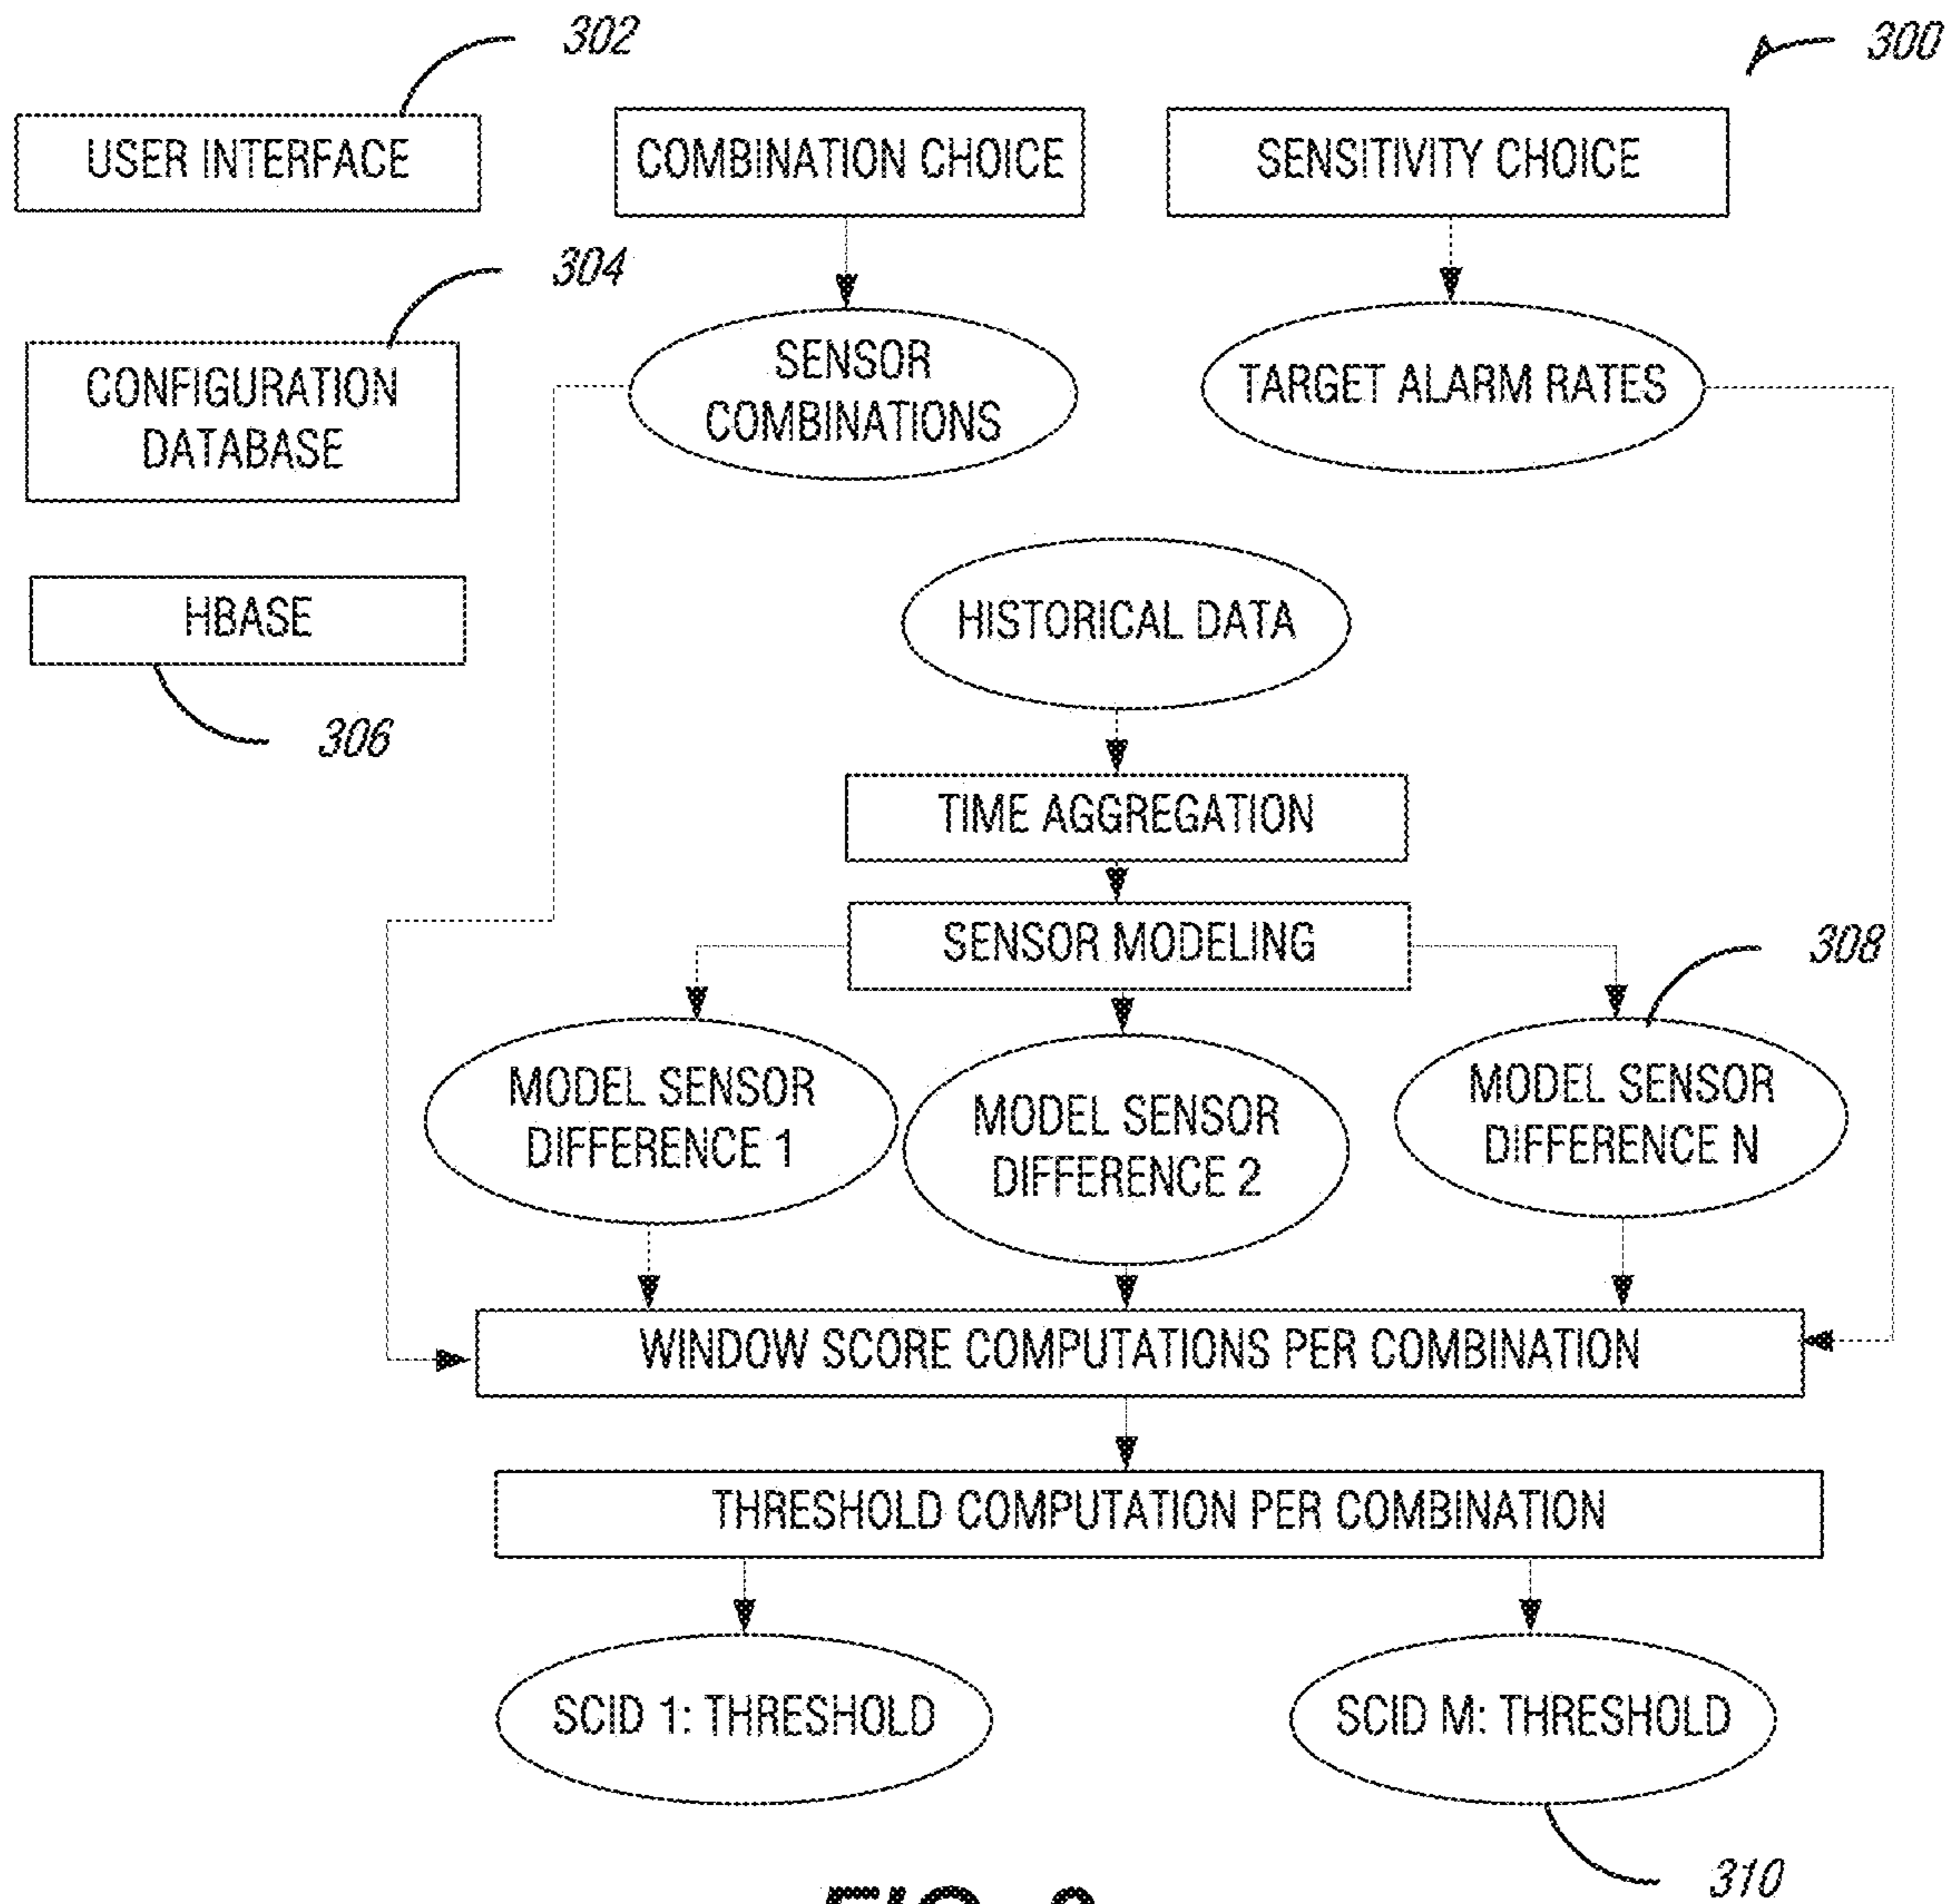 302
300
USER INTERFACE
COMBINATION CHOICE
SENSITIVITY CHOICE
304
CONFIGURATION
DATABASE
SENSOR
COMBINATIONS
TARGET ALARM RATES
HBASE
306
HISTORICAL DATA
TIME AGGREGATION
SENSOR MODELING
308
MODEL SENSOR
DIFFERENCE 1
MODEL SENSOR
DIFFERENCE 2
MODEL SENSOR
DIFFERENCE N
WINDOW SCORE COMPUTATIONS PER COMBINATION
THRESHOLD COMPUTATION PER COMBINATION
SCID 1: THRESHOLD
SCID M: THRESHOLD
310
FIG.